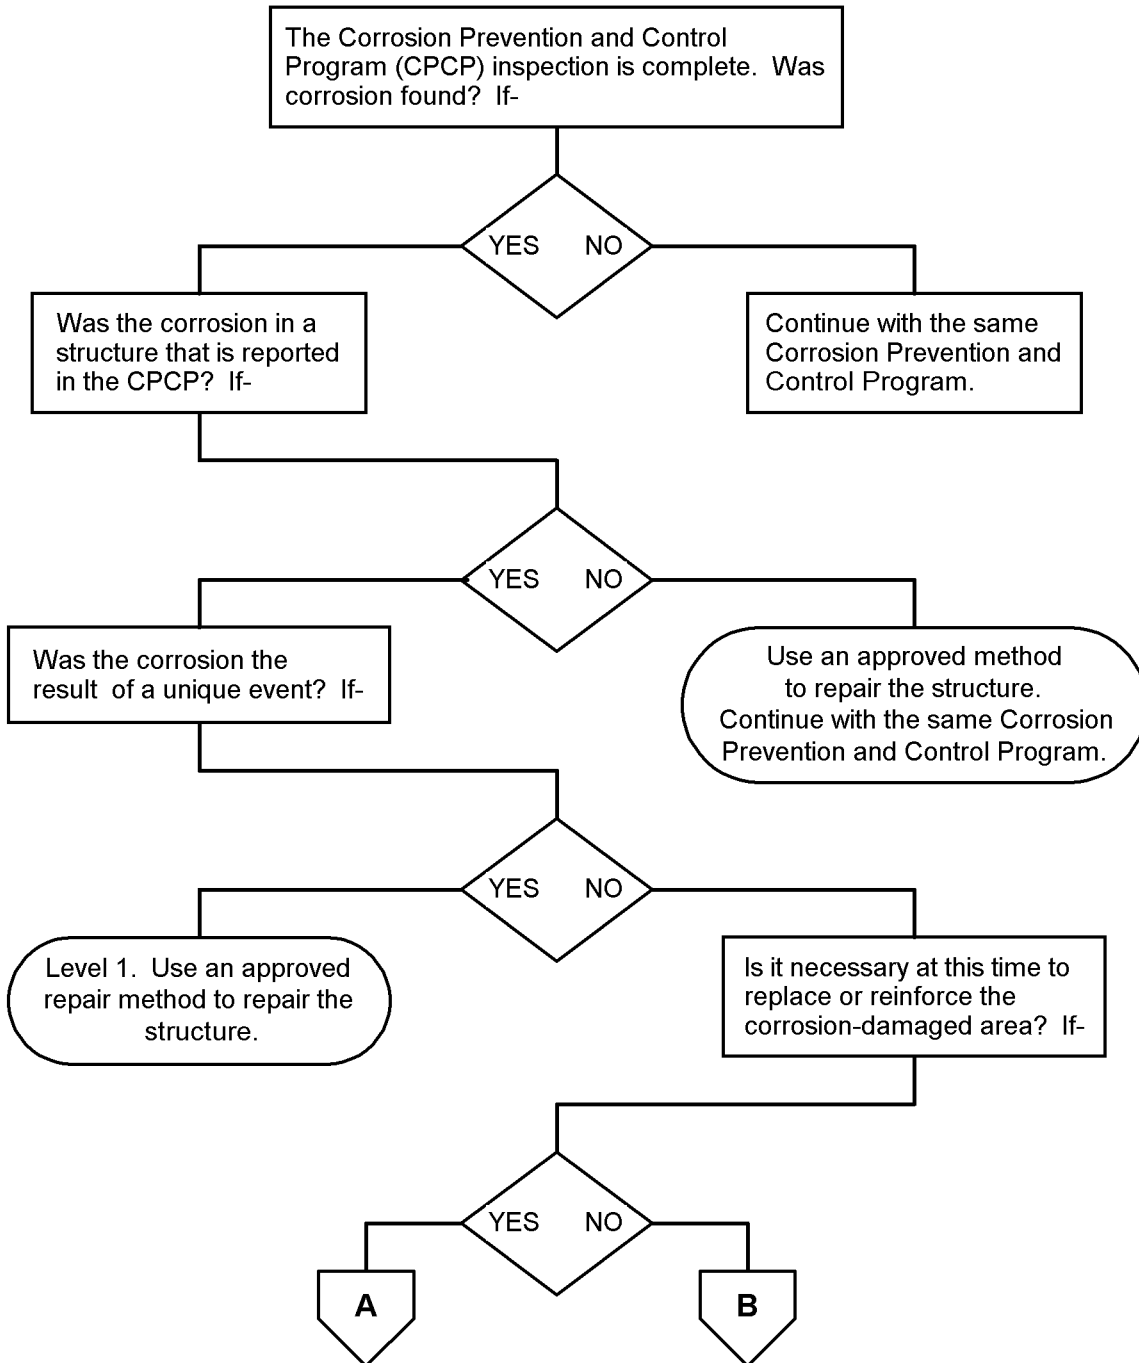 The Corrosion Prevention and Control
Program (CPCP) inspection is complete.  Was
corrosion found?  If-
YES NO
Was the corrosion in a
structure that is reported
in the CPCP?  If-
Continue with the same
Corrosion Prevention and
Control Program.
YES NO
Was the corrosion the
result  of a unique event?  If-
Use an approved method
to repair the structure.
Continue with the same Corrosion
Prevention and Control Program.
YES NO
Level 1.  Use an approved
repair method to repair the
structure.
Is it necessary at this time to
replace or reinforce the
corrosion-damaged area?  If-
YES NO
A
B